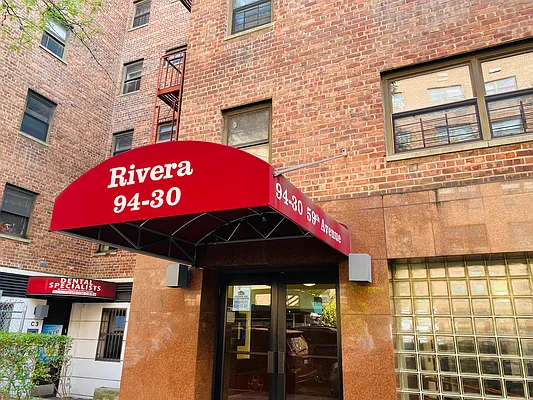 Rivera
94-30
94-30 59th Avenue
DENTAL
SPECIALISTS